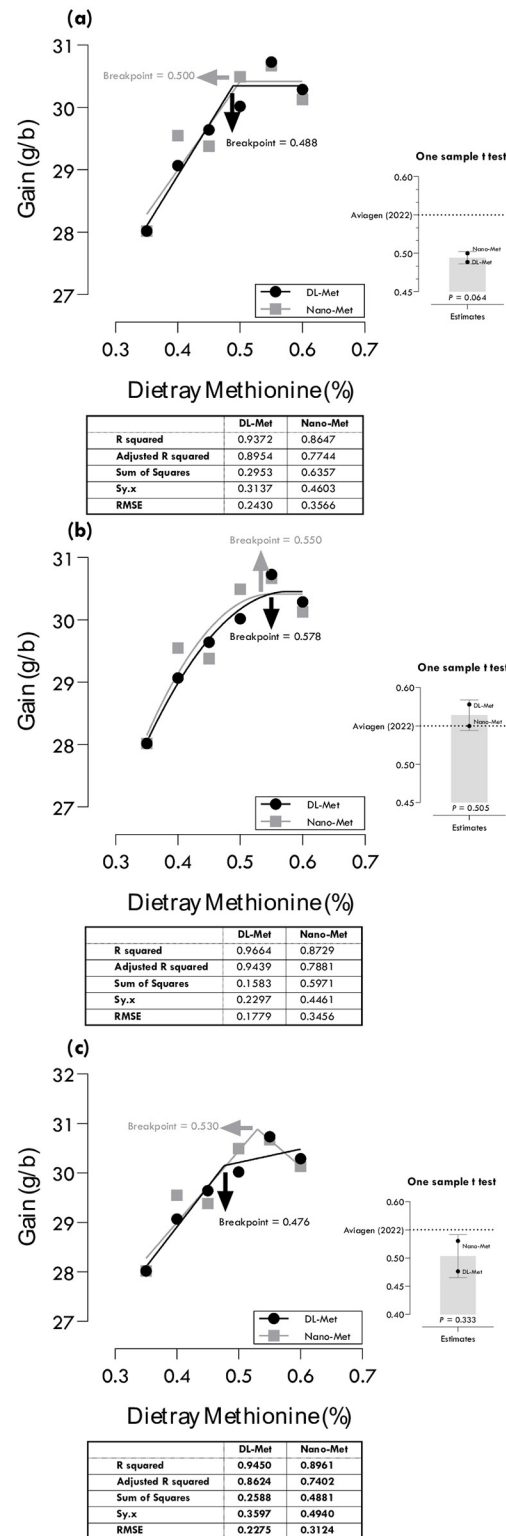 (a)
31
30
29
28
27
Gain (g/b)
Breakpoint = 0.500
Breakpoint = 0.488
DL-Met
Nano-Met
0.3 0.4 0.5 0.6 0.7
Dietray Methionine(%)
One sample t test
0.60
Aviagen (2022)
0.50
0.45
Nano-Met
DL-Met
P = 0.064
Estimates
DL-Met Nano-Met
R squared 0.9372 0.8647
Adjusted R squared 0.8954 0.7744
Sum of Squares 0.2953 0.6357
Sy.x 0.3137 0.4603
RMSE 0.2430 0.3566
(b)
31
30
29
28
27
Gain (g/b)
Breakpoint = 0.550
Breakpoint = 0.578
DL-Met
Nano-Met
0.3 0.4 0.5 0.6 0.7
Dietray Methionine(%)
One sample t test
0.60
Aviagen (2022)
0.50
0.45
DL-Met
Nano-Met
P = 0.505
Estimates
DL-Met Nano-Met
R squared 0.9664 0.8729
Adjusted R squared 0.9439 0.7881
Sum of Squares 0.1583 0.5971
Sy.x 0.2297 0.4461
RMSE 0.1779 0.3456
(c)
32
31
30
29
28
27
Gain (g/b)
Breakpoint = 0.530
Breakpoint = 0.476
DL-Met
Nano-Met
0.3 0.4 0.5 0.6 0.7
Dietray Methionine(%)
One sample t test
0.60
Aviagen (2022)
0.50
0.45
0.40
Nano-Met
DL-Met
P = 0.333
Estimates
DL-Met Nano-Met
R squared 0.9450 0.8961
Adjusted R squared 0.8624 0.7402
Sum of Squares 0.2588 0.4881
Sy.x 0.3597 0.4940
RMSE 0.2275 0.3124